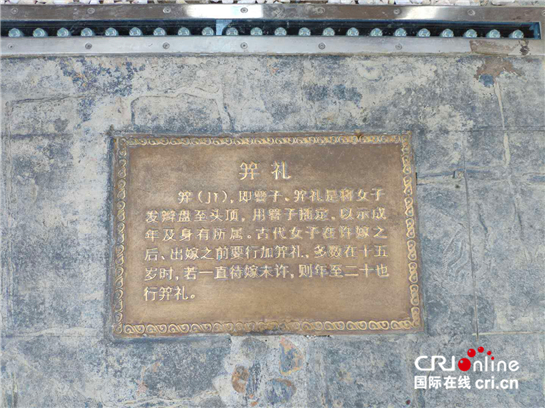 笄礼
笄(jī)，即簪子。笄礼是将女子
发辫盘至头顶，用簪子插定，以示成
年及身有所属。古代女子在许嫁之
后、出嫁之前要行加笄礼，多数在十五
岁时，若一直待嫁未许，则年至二十也
行笄礼。
CRIOnline
国际在线 cri.cn